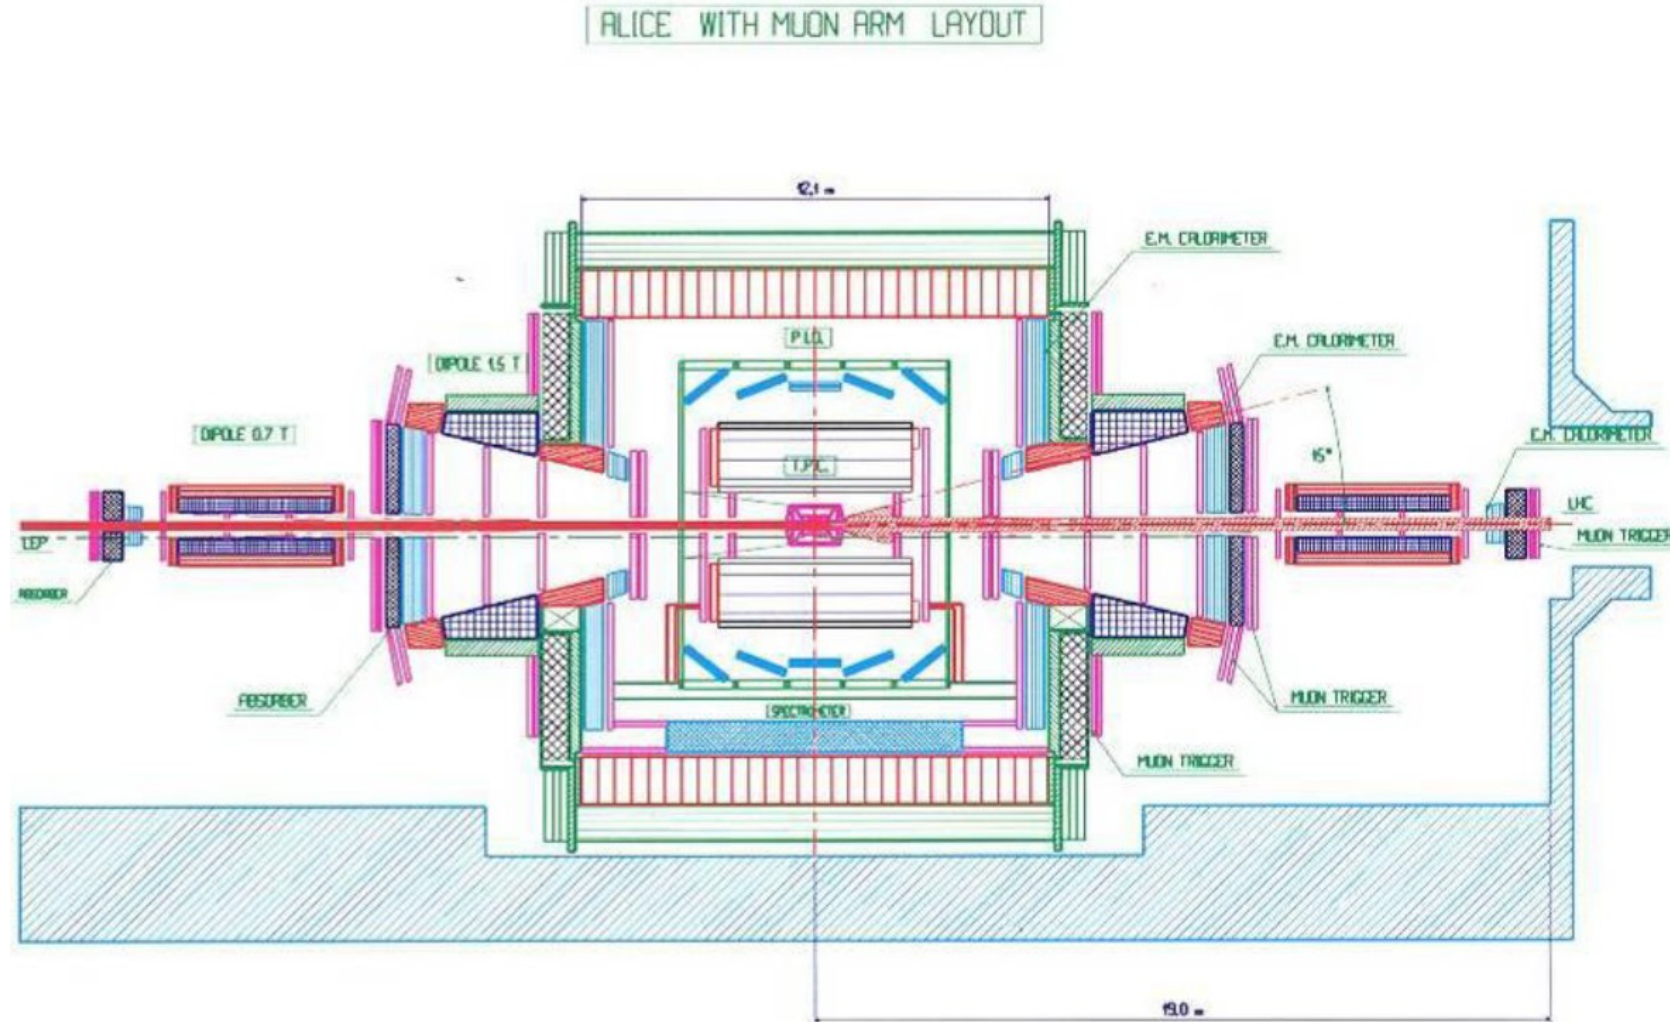 ALICE WITH MUON ARM LAYOUT
12,1 m
E.M. CALORIMETER
P.I.D.
E.M. CALORIMETER
DIPOLE 1.5 T
DIPOLE 0.7 T
E.M. CALORIMETER
15°
T.P.C.
LHC
LEP
MUON TRIGGER
ABSORBER
ABSORBER
MUON TRIGGER
SPECTROMETER
MUON TRIGGER
19.0 m